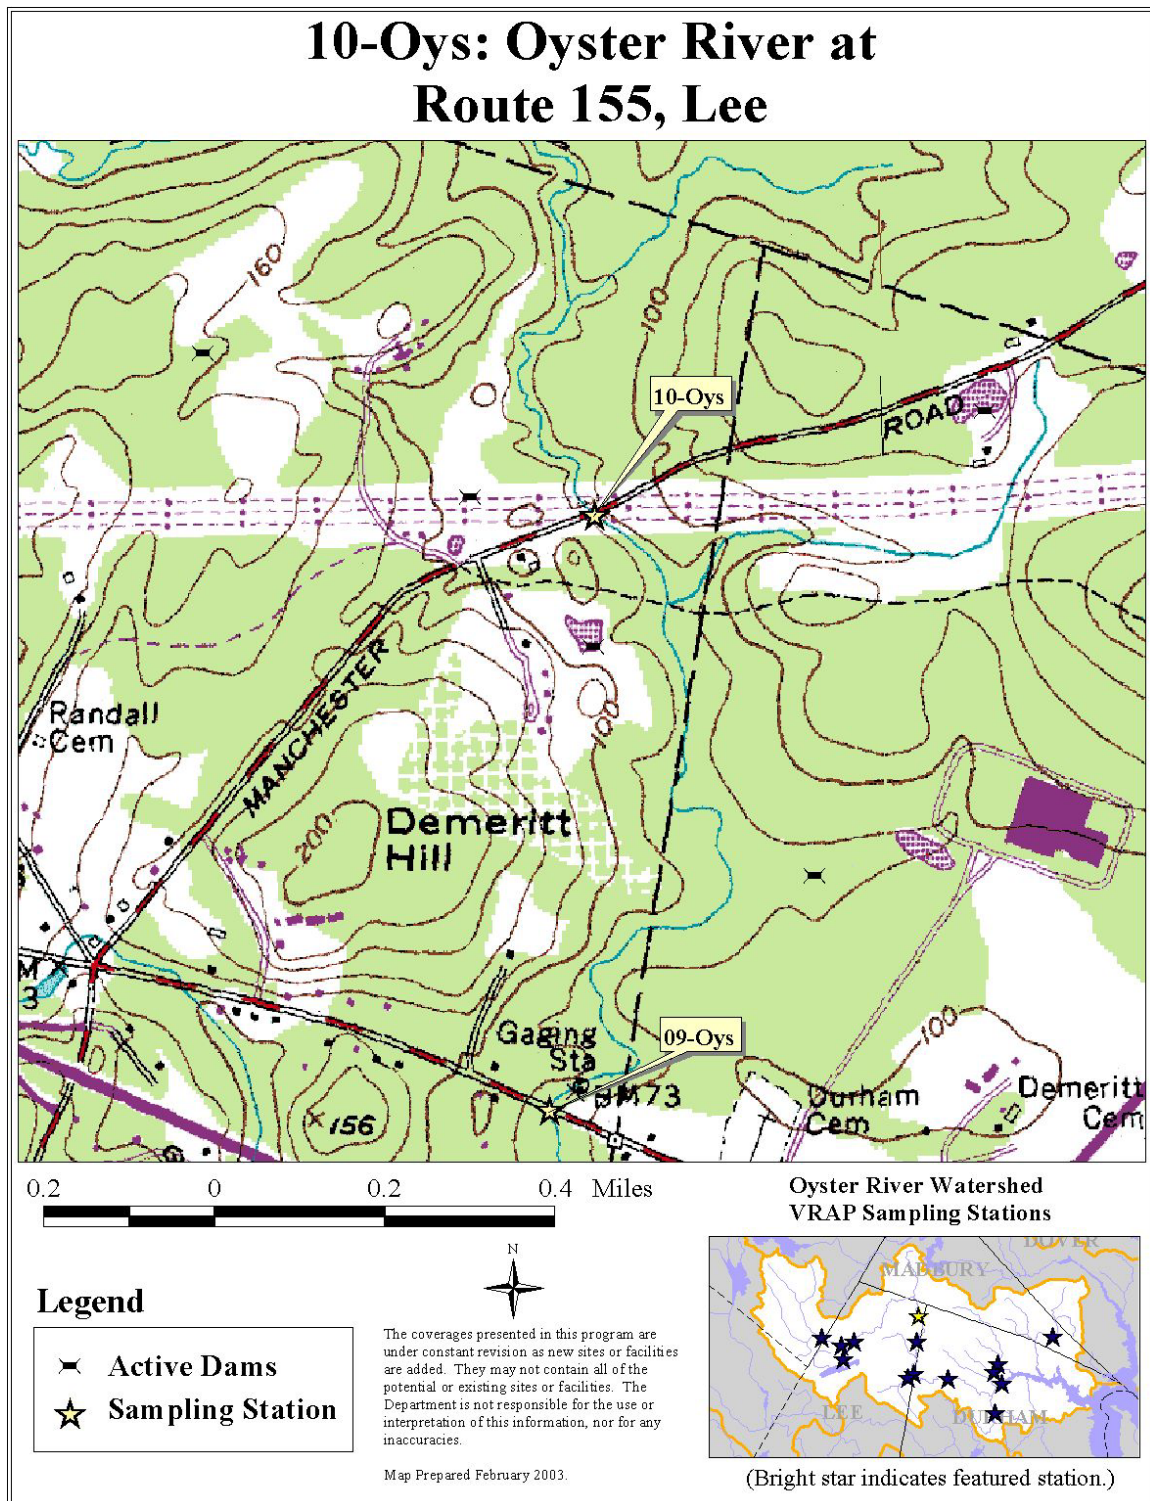 10-Oys: Oyster River at
Route 155, Lee
160
100
10-Oys
ROAD
MANCHESTER
Randall
Cem
100
200
Demeritt
Hill
M
3
Gaging
Sta
09-Oys
BM73
100
156
Durham
Cem
Demeritt
Cem
0.2 0 0.2 0.4 Miles
Oyster River Watershed
VRAP Sampling Stations
DOVER
MADBURY
LEE
DURHAM
N
Legend
Active Dams
Sampling Station
The coverages presented in this program are
under constant revision as new sites or facilities
are added. They may not contain all of the
potential or existing sites or facilities. The
Department is not responsible for the use or
interpretation of this information, nor for any
inaccuracies.
Map Prepared February 2003.
(Bright star indicates featured station.)